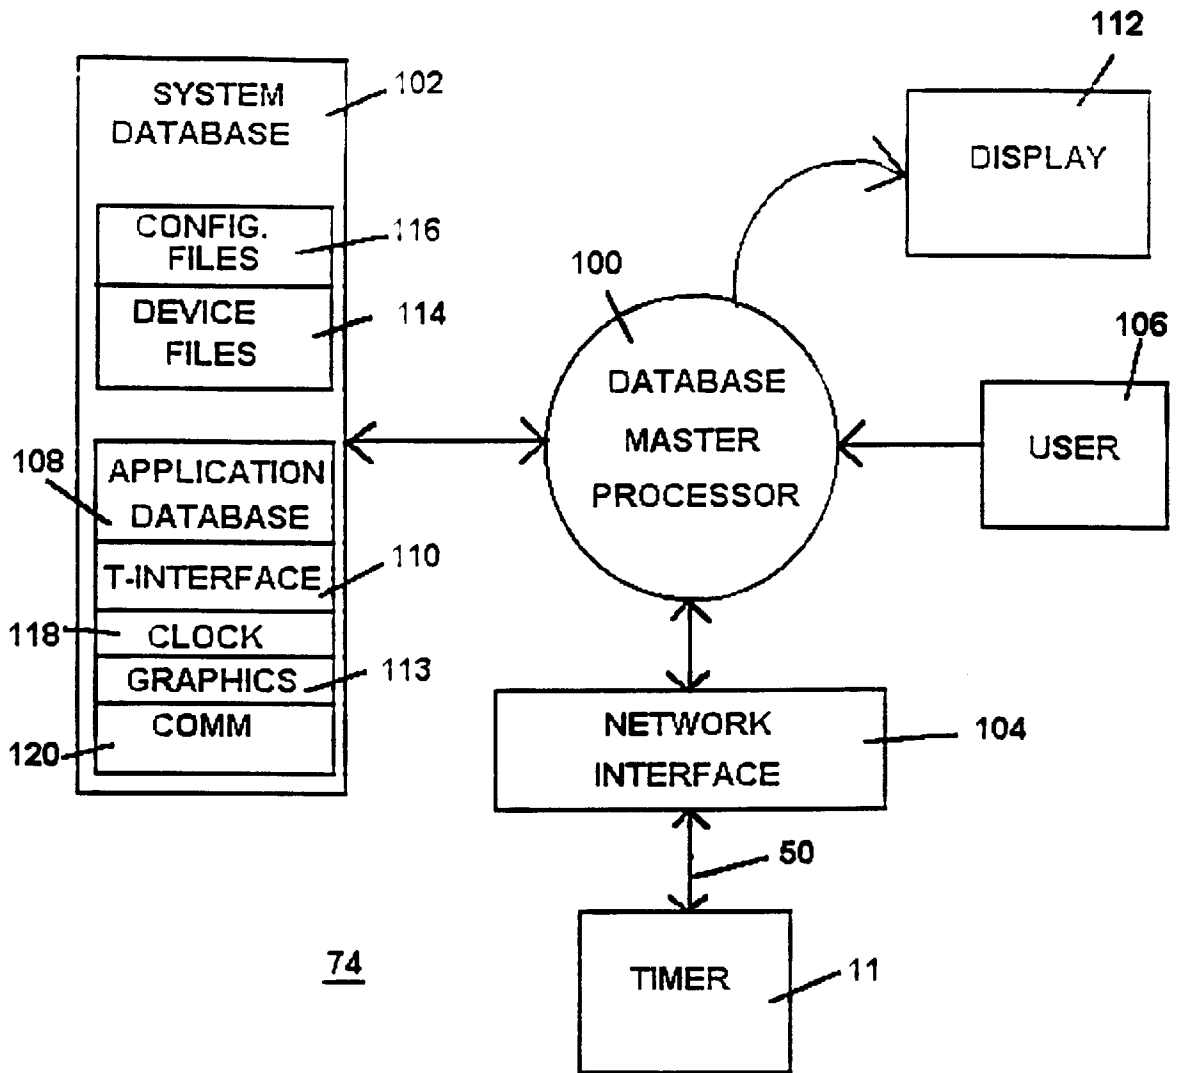 SYSTEM
DATABASE
102
CONFIG.
FILES
116
DEVICE
FILES
114
APPLICATION
DATABASE
108
T-INTERFACE
110
CLOCK
118
GRAPHICS
113
COMM
120
100
DATABASE
MASTER
PROCESSOR
112
DISPLAY
106
USER
NETWORK
INTERFACE
104
50
TIMER
11
74